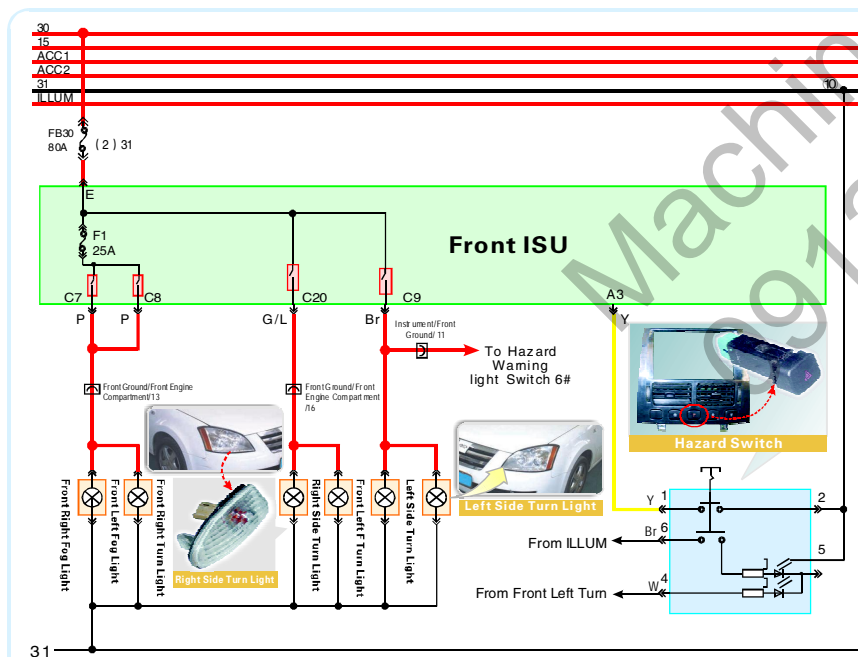 30
15
ACC1
ACC2
31
ILLUM
10
FB30
80A
(2) 31
E
F1
25A
Front ISU
C7
C8
C20
C9
A3
P
P
G/L
Br
Y
Instrument/Front
Ground/ 11
To Hazard
Warning
light Switch 6#
Front Ground/Front Engine
Compartment/13
Front Ground/Front
Engine Compartment
/16
Hazard Switch
Left Side Turn Light
Right Side Turn Light
Front Right Fog Light
Front Left Fog Light
Front Right Turn Light
Right Side Turn Light
Front Left F Turn Light
Left Side Turn Light
Y
1
2
Br
6
5
From ILLUM
W
4
From Front Left Turn
31
Machin